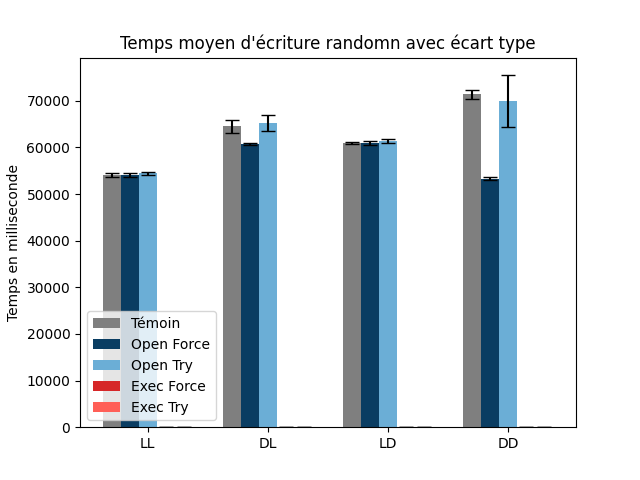 Temps moyen d'écriture randomn avec écart type
Temps en milliseconde
70000
60000
50000
40000
30000
20000
10000
0
Témoin
Open Force
Open Try
Exec Force
Exec Try
LL DL LD DD